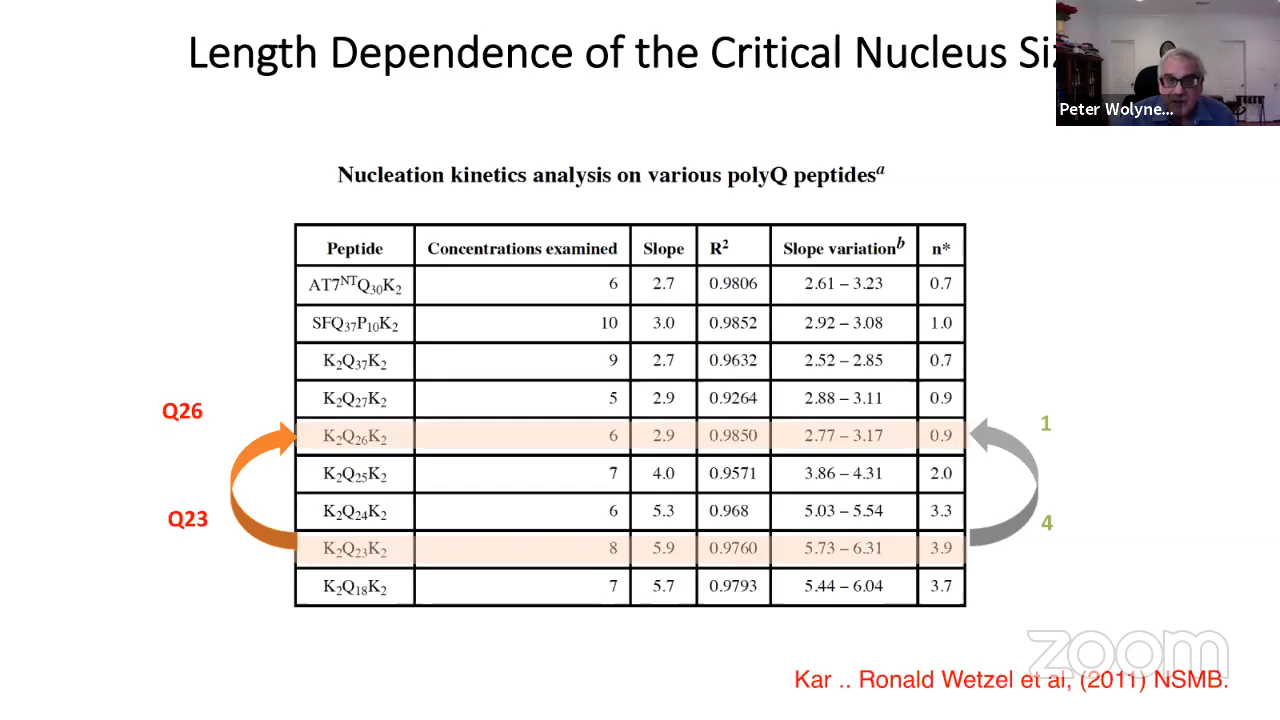 Length Dependence of the Critical Nucleus Si
Peter Wolyne...
Nucleation kinetics analysis on various polyQ peptidesᵃ
Peptide Concentrations examined Slope R² Slope variationᵇ n*
AT7ᴺᵀQ₃₀K₂ 6 2.7 0.9806 2.61 – 3.23 0.7
SFQ₃₇P₁₀K₂ 10 3.0 0.9852 2.92 – 3.08 1.0
K₂Q₃₇K₂ 9 2.7 0.9632 2.52 – 2.85 0.7
K₂Q₂₇K₂ 5 2.9 0.9264 2.88 – 3.11 0.9
Q26
1
K₂Q₂₆K₂ 6 2.9 0.9850 2.77 – 3.17 0.9
K₂Q₂₅K₂ 7 4.0 0.9571 3.86 – 4.31 2.0
K₂Q₂₄K₂ 6 5.3 0.968 5.03 – 5.54 3.3
Q23
4
K₂Q₂₃K₂ 8 5.9 0.9760 5.73 – 6.31 3.9
K₂Q₁₈K₂ 7 5.7 0.9793 5.44 – 6.04 3.7
zoom
Kar .. Ronald Wetzel et al, (2011) NSMB.